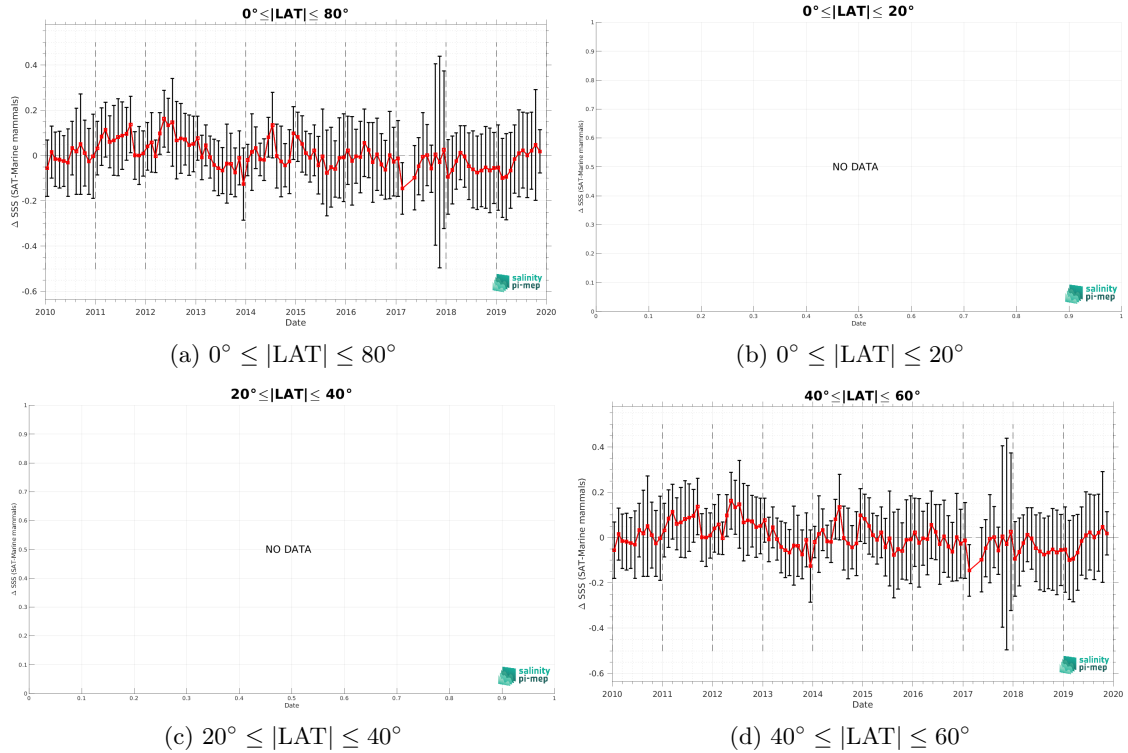 0°≤|LAT|≤ 80°
Δ SSS (SAT-Marine mammals)
0.4
0.2
0
-0.2
-0.4
-0.6
2010 2011 2012 2013 2014 2015 2016 2017 2018 2019 2020
Date
salinity
pi-mep
(a) 0° ≤ |LAT| ≤ 80°
0°≤|LAT|≤ 20°
Δ SSS (SAT-Marine mammals)
1
0.9
0.8
0.7
0.6
0.5
0.4
0.3
0.2
0.1
0
NO DATA
0 0.1 0.2 0.3 0.4 0.5 0.6 0.7 0.8 0.9 1
Date
salinity
pi-mep
(b) 0° ≤ |LAT| ≤ 20°
20°≤|LAT|≤ 40°
Δ SSS (SAT-Marine mammals)
1
0.9
0.8
0.7
0.6
0.5
0.4
0.3
0.2
0.1
0
NO DATA
0 0.1 0.2 0.3 0.4 0.5 0.6 0.7 0.8 0.9 1
Date
salinity
pi-mep
(c) 20° ≤ |LAT| ≤ 40°
40°≤|LAT|≤ 60°
Δ SSS (SAT-Marine mammals)
0.4
0.2
0
-0.2
-0.4
-0.6
2010 2011 2012 2013 2014 2015 2016 2017 2018 2019 2020
Date
salinity
pi-mep
(d) 40° ≤ |LAT| ≤ 60°